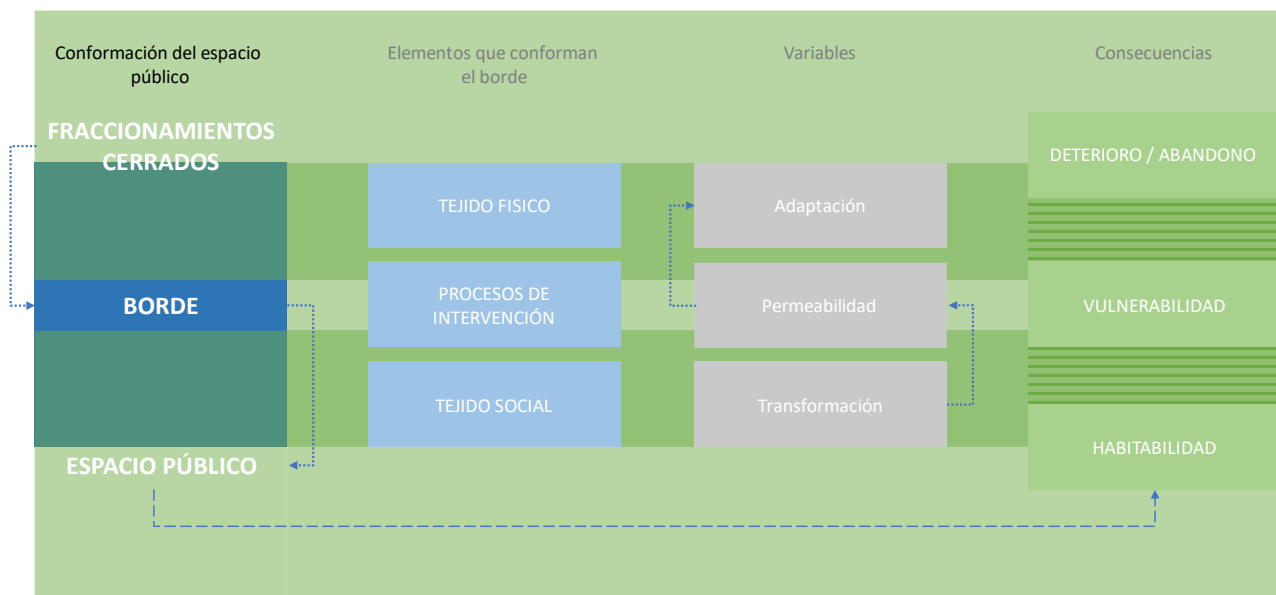 Conformación del espacio
público
Elementos que conforman
el borde
Variables
Consecuencias
FRACCIONAMIENTOS
CERRADOS
BORDE
ESPACIO PÚBLICO
TEJIDO FISICO
PROCESOS DE
INTERVENCIÓN
TEJIDO SOCIAL
Adaptación
Permeabilidad
Transformación
DETERIORO / ABANDONO
VULNERABILIDAD
HABITABILIDAD